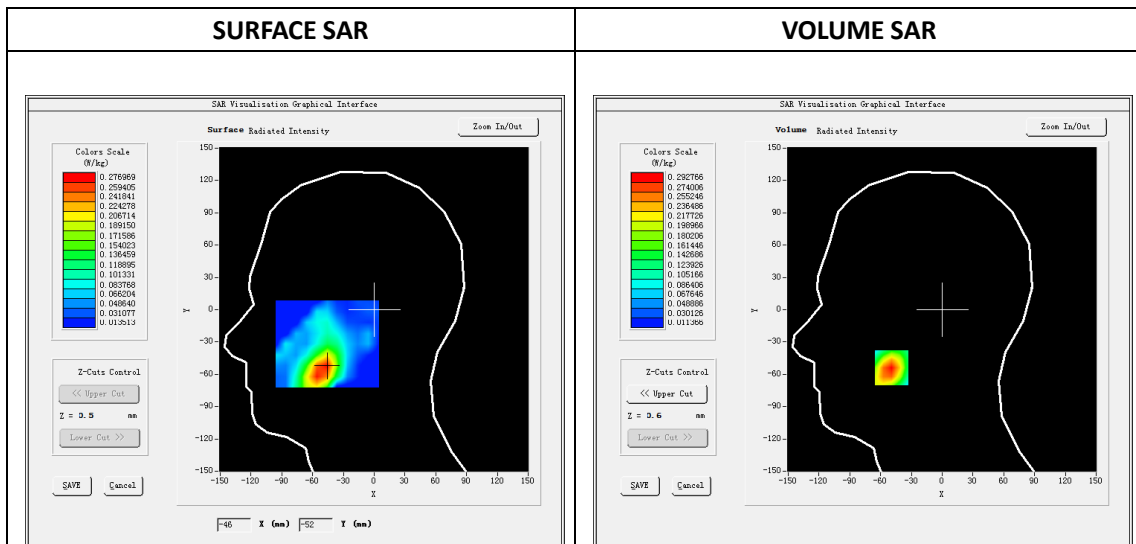 SURFACE SAR
VOLUME SAR
SAR Visualisation Graphical Interface
Surface Radiated Intensity
Zoom In/Out
Colors Scale
(W/kg)
0.276969
0.259405
0.241841
0.224278
0.206714
0.189150
0.171586
0.154023
0.136459
0.118895
0.101331
0.083768
0.066204
0.048640
0.031077
0.013513
Z-Cuts Control
<< Upper Cut
Z = 0.5 mm
Lower Cut >>
SAVE
Cancel
150
120
90
60
30
0
-30
-60
-90
-120
-150
Y
-150 -120 -90 -60 -30 0 30 60 90 120 150
X
-46 X (mm) -52 Y (mm)
SAR Visualisation Graphical Interface
Volume Radiated Intensity
Zoom In/Out
Colors Scale
(W/kg)
0.292766
0.274006
0.255246
0.236486
0.217726
0.198966
0.180206
0.161446
0.142686
0.123926
0.105166
0.086406
0.067646
0.048886
0.030126
0.011366
Z-Cuts Control
<< Upper Cut
Z = 0.6 mm
Lower Cut >>
SAVE
Cancel
150
120
90
60
30
0
-30
-60
-90
-120
-150
Y
-150 -120 -90 -60 -30 0 30 60 90 120 150
X